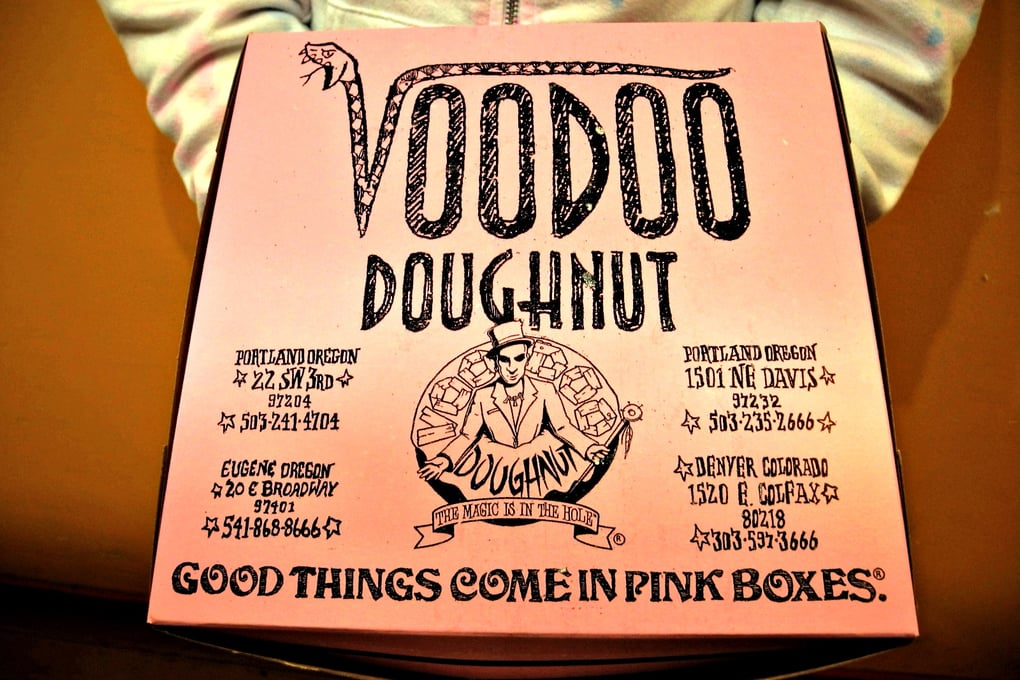 VOODOO
DOUGHNUT
PORTLAND OREGON
22 SW 3RD
97204
503-241-4704
EUGENE OREGON
20 E BROADWAY
97401
541-868-8666
PORTLAND OREGON
1501 NE DAVIS
97232
503-235-2666
DENVER COLORADO
1520 E. COLFAX
80218
303-597-3666
DOUGHNUT
THE MAGIC IS IN THE HOLE
®
GOOD THINGS COME IN PINK BOXES.®